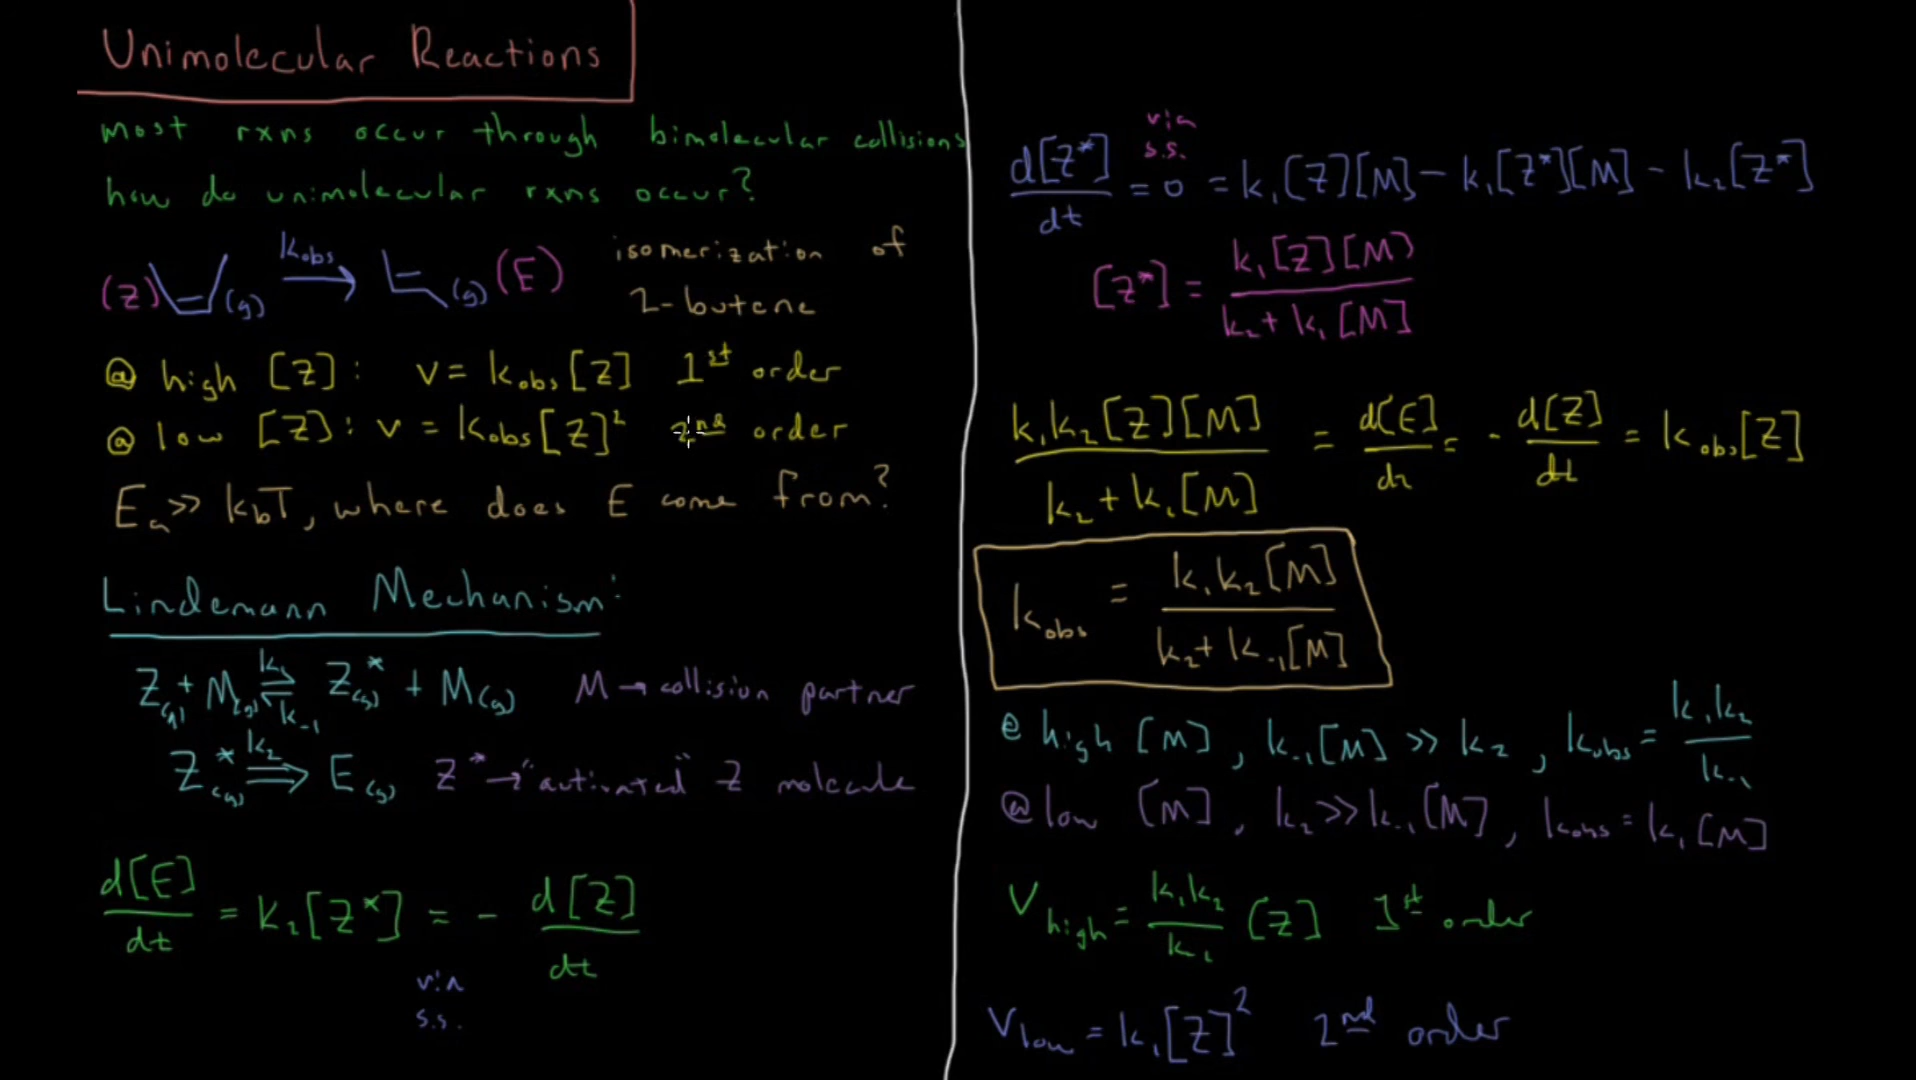 Unimolecular Reactions
most rxns occur through bimolecular collisions
how do unimolecular rxns occur?
(Z) (g) kobs → (g) (E) isomerization of
2-butene
@ high [Z]: v = kobs[Z] 1st order
@ low [Z]: v = kobs[Z]² 2nd order
Ea >> kbT, where does E come from?
Lindemann Mechanism:
Z(g) + M(g) k1 ⇌ k-1 Z*(g) + M(g) M → collision partner
Z*(g) k2 ⇒ E(g) Z* → "activated" Z molecule
d[E]/dt = k2[Z*] = - d[Z]/dt
via
s.s.
via
s.s.
d[Z*]/dt = 0 = k1[Z][M] - k1[Z*][M] - k2[Z*]
[Z*] = k1[Z][M] / k2 + k1[M]
k1k2[Z][M] / k2 + k1[M] = d[E]/dt = - d[Z]/dt = kobs[Z]
kobs = k1k2[M] / k2 + k-1[M]
@ high [M], k-1[M] >> k2, kobs = k1k2/k-1
@ low [M], k2 >> k-1[M], kobs = k1[M]
Vhigh = k1k2/k-1 [Z] 1st order
Vlow = k1[Z]² 2nd order